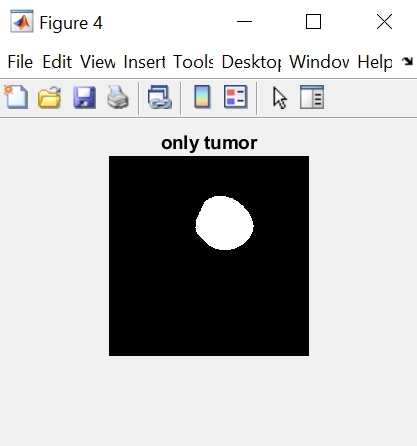 Figure 4
File Edit View Insert Tools Desktop Window Help
only tumor